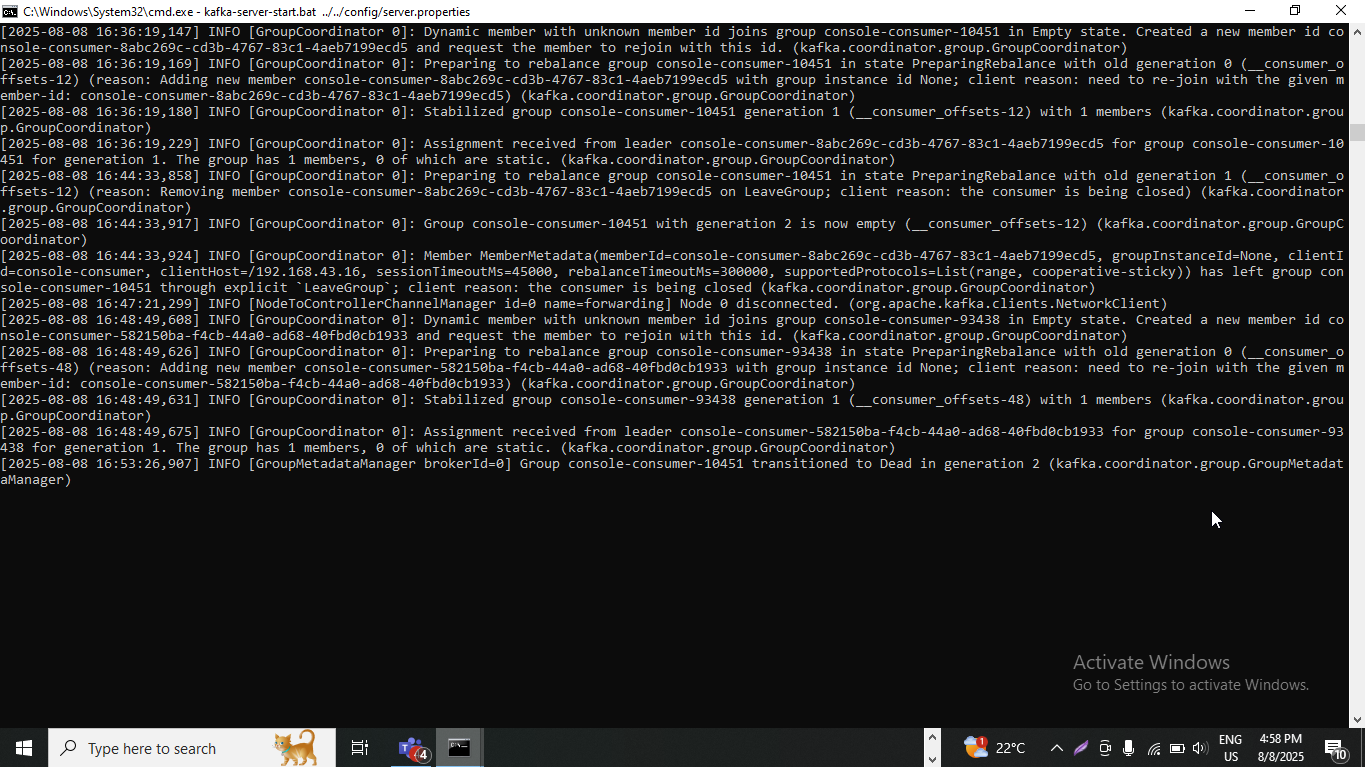 C:\Windows\System32\cmd.exe - kafka-server-start.bat ../../config/server.properties
[2025-08-08 16:36:19,147] INFO [GroupCoordinator 0]: Dynamic member with unknown member id joins group console-consumer-10451 in Empty state. Created a new member id co
nsole-consumer-8abc269c-cd3b-4767-83c1-4aeb7199ecd5 and request the member to rejoin with this id. (kafka.coordinator.group.GroupCoordinator)
[2025-08-08 16:36:19,169] INFO [GroupCoordinator 0]: Preparing to rebalance group console-consumer-10451 in state PreparingRebalance with old generation 0 (__consumer_o
ffsets-12) (reason: Adding new member console-consumer-8abc269c-cd3b-4767-83c1-4aeb7199ecd5 with group instance id None; client reason: need to re-join with the given m
ember-id: console-consumer-8abc269c-cd3b-4767-83c1-4aeb7199ecd5) (kafka.coordinator.group.GroupCoordinator)
[2025-08-08 16:36:19,180] INFO [GroupCoordinator 0]: Stabilized group console-consumer-10451 generation 1 (__consumer_offsets-12) with 1 members (kafka.coordinator.grou
p.GroupCoordinator)
[2025-08-08 16:36:19,229] INFO [GroupCoordinator 0]: Assignment received from leader console-consumer-8abc269c-cd3b-4767-83c1-4aeb7199ecd5 for group console-consumer-10
451 for generation 1. The group has 1 members, 0 of which are static. (kafka.coordinator.group.GroupCoordinator)
[2025-08-08 16:44:33,858] INFO [GroupCoordinator 0]: Preparing to rebalance group console-consumer-10451 in state PreparingRebalance with old generation 1 (__consumer_o
ffsets-12) (reason: Removing member console-consumer-8abc269c-cd3b-4767-83c1-4aeb7199ecd5 on LeaveGroup; client reason: the consumer is being closed) (kafka.coordinator
.group.GroupCoordinator)
[2025-08-08 16:44:33,917] INFO [GroupCoordinator 0]: Group console-consumer-10451 with generation 2 is now empty (__consumer_offsets-12) (kafka.coordinator.group.GroupC
oordinator)
[2025-08-08 16:44:33,924] INFO [GroupCoordinator 0]: Member MemberMetadata(memberId=console-consumer-8abc269c-cd3b-4767-83c1-4aeb7199ecd5, groupInstanceId=None, clientI
d=console-consumer, clientHost=/192.168.43.16, sessionTimeoutMs=45000, rebalanceTimeoutMs=300000, supportedProtocols=List(range, cooperative-sticky)) has left group con
sole-consumer-10451 through explicit `LeaveGroup`; client reason: the consumer is being closed (kafka.coordinator.group.GroupCoordinator)
[2025-08-08 16:47:21,299] INFO [NodeToControllerChannelManager id=0 name=forwarding] Node 0 disconnected. (org.apache.kafka.clients.NetworkClient)
[2025-08-08 16:48:49,608] INFO [GroupCoordinator 0]: Dynamic member with unknown member id joins group console-consumer-93438 in Empty state. Created a new member id co
nsole-consumer-582150ba-f4cb-44a0-ad68-40fbd0cb1933 and request the member to rejoin with this id. (kafka.coordinator.group.GroupCoordinator)
[2025-08-08 16:48:49,626] INFO [GroupCoordinator 0]: Preparing to rebalance group console-consumer-93438 in state PreparingRebalance with old generation 0 (__consumer_o
ffsets-48) (reason: Adding new member console-consumer-582150ba-f4cb-44a0-ad68-40fbd0cb1933 with group instance id None; client reason: need to re-join with the given m
ember-id: console-consumer-582150ba-f4cb-44a0-ad68-40fbd0cb1933) (kafka.coordinator.group.GroupCoordinator)
[2025-08-08 16:48:49,631] INFO [GroupCoordinator 0]: Stabilized group console-consumer-93438 generation 1 (__consumer_offsets-48) with 1 members (kafka.coordinator.grou
p.GroupCoordinator)
[2025-08-08 16:48:49,675] INFO [GroupCoordinator 0]: Assignment received from leader console-consumer-582150ba-f4cb-44a0-ad68-40fbd0cb1933 for group console-consumer-93
438 for generation 1. The group has 1 members, 0 of which are static. (kafka.coordinator.group.GroupCoordinator)
[2025-08-08 16:53:26,907] INFO [GroupMetadataManager brokerId=0] Group console-consumer-10451 transitioned to Dead in generation 2 (kafka.coordinator.group.GroupMetadat
aManager)
Activate Windows
Go to Settings to activate Windows.
Type here to search
4
1
22°C
ENG
US
4:58 PM
8/8/2025
10